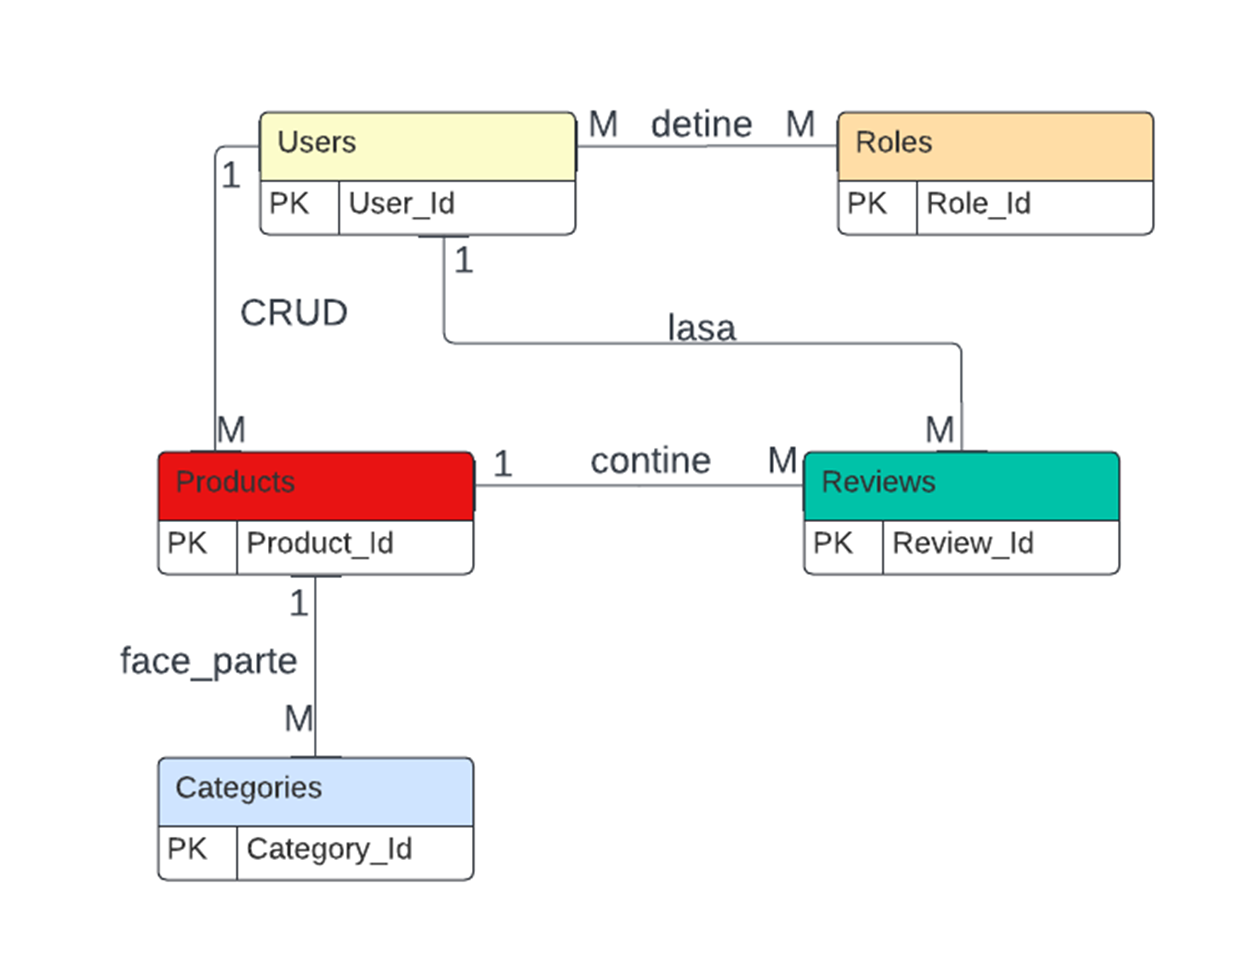 Users
PK User_Id
M detine M
Roles
PK Role_Id
1
1
CRUD
lasa
M
M
Products
PK Product_Id
1 contine M
Reviews
PK Review_Id
1
face_parte
M
Categories
PK Category_Id